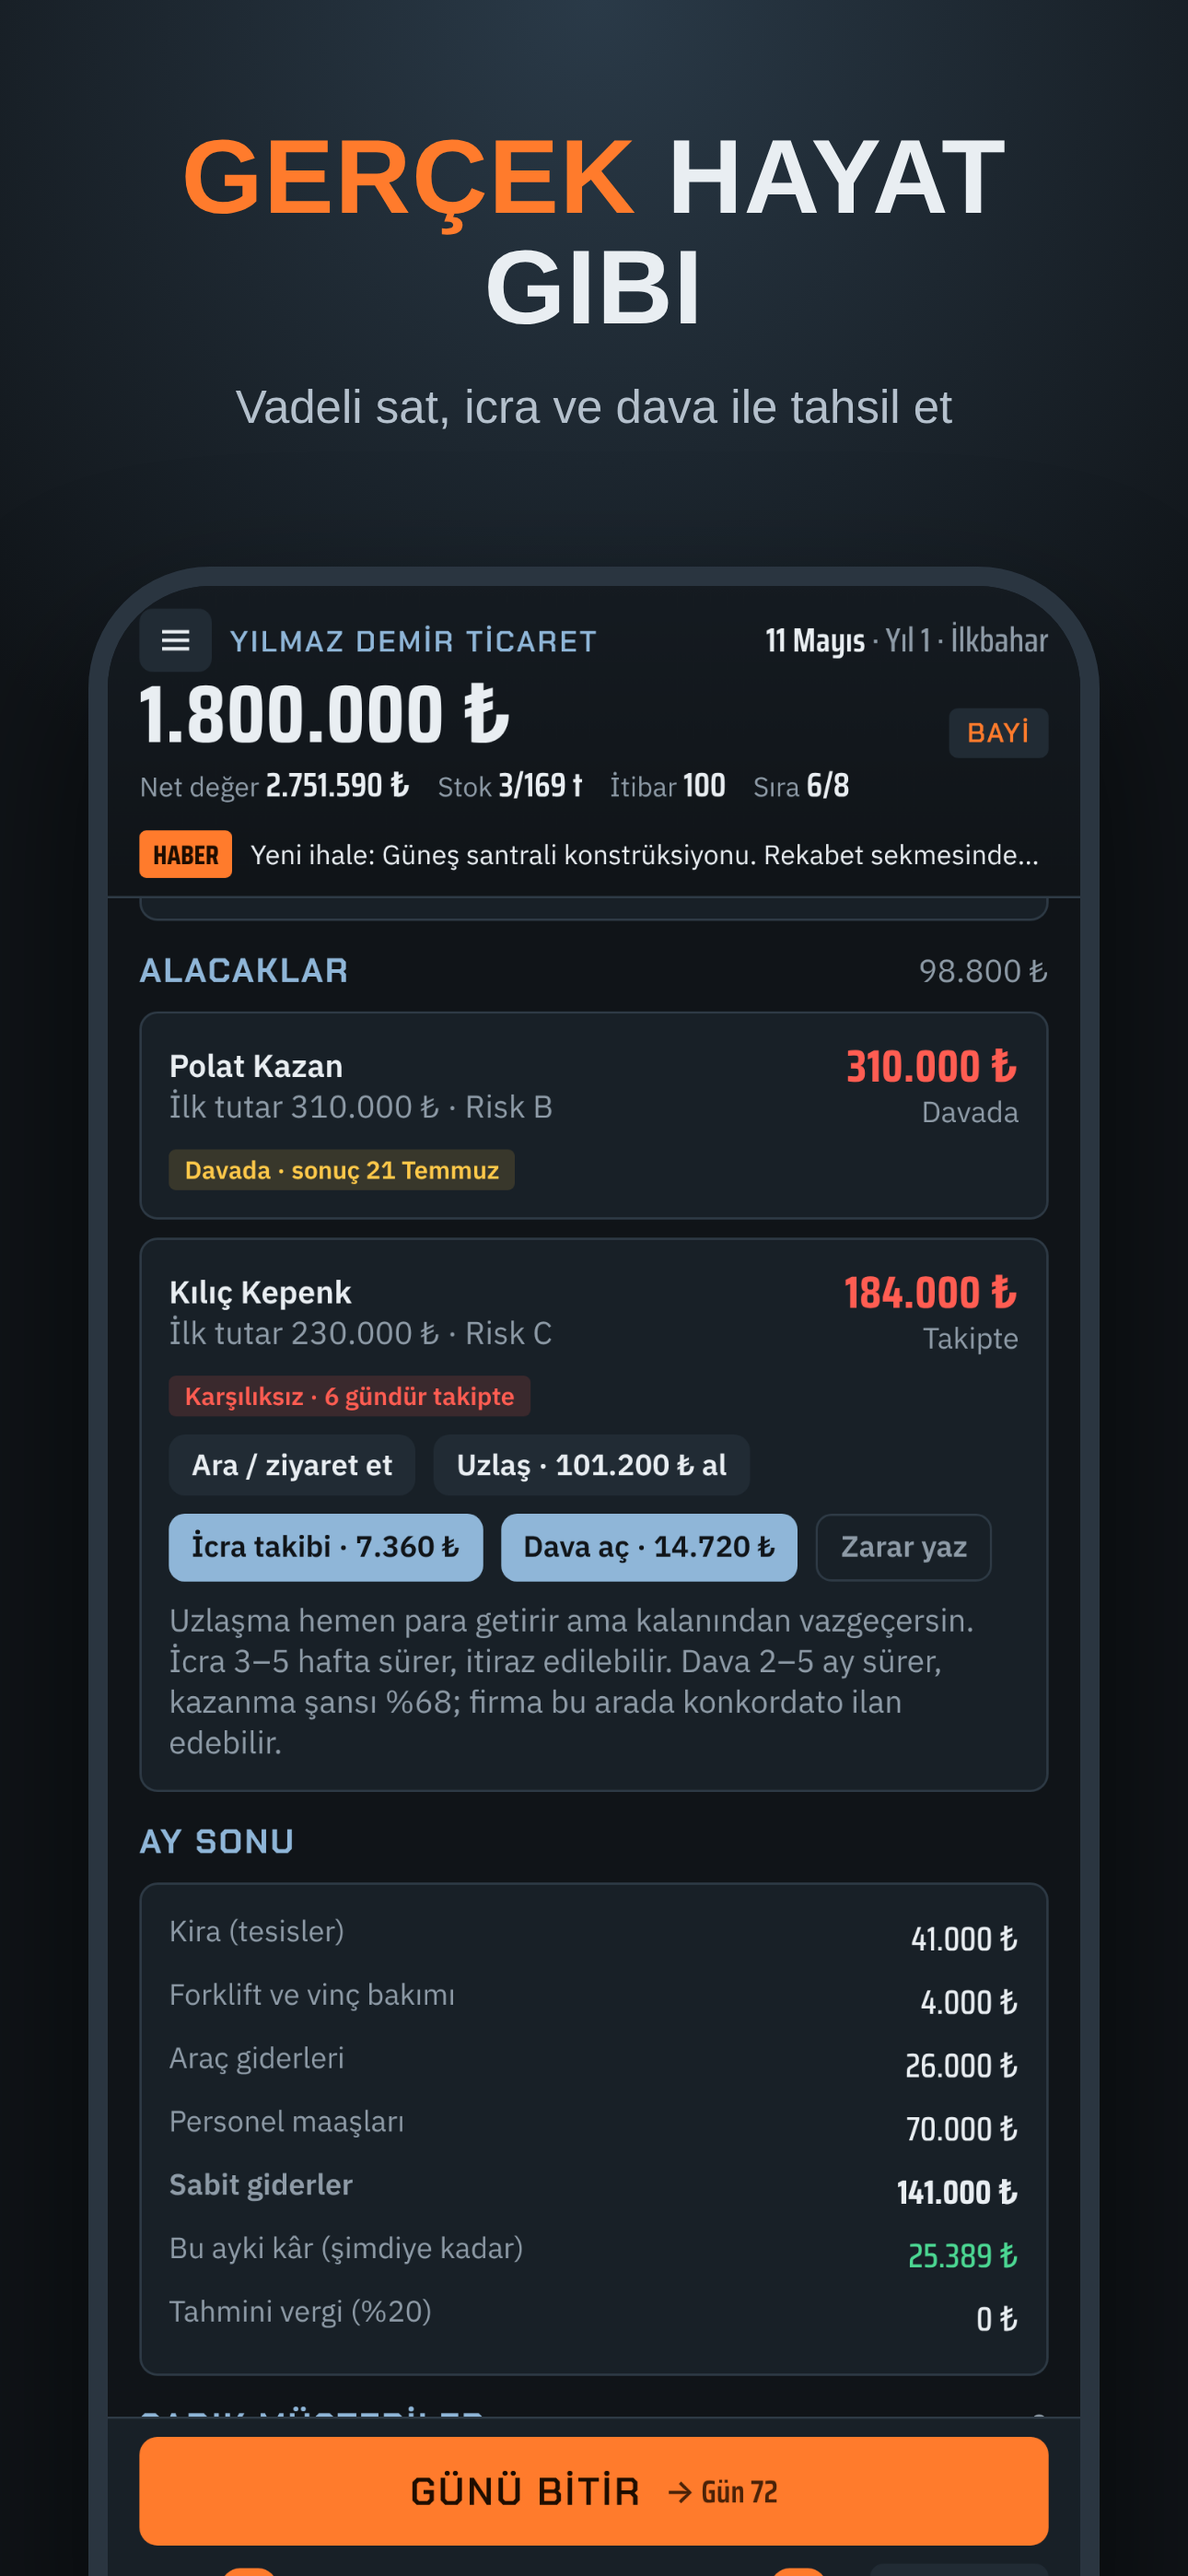 GERÇEK HAYAT
GIBI
Vadeli sat, icra ve dava ile tahsil et
YILMAZ DEMİR TİCARET
11 Mayıs · Yıl 1 · İlkbahar
1.800.000 ₺
BAYİ
Net değer 2.751.590 ₺ Stok 3/169 t İtibar 100 Sıra 6/8
HABER Yeni ihale: Güneş santrali konstrüksiyonu. Rekabet sekmesinde...
ALACAKLAR 98.800 ₺
Polat Kazan 310.000 ₺
İlk tutar 310.000 ₺ · Risk B Davada
Davada · sonuç 21 Temmuz
Kılıç Kepenk 184.000 ₺
İlk tutar 230.000 ₺ · Risk C Takipte
Karşılıksız · 6 gündür takipte
Ara / ziyaret et Uzlaş · 101.200 ₺ al
İcra takibi · 7.360 ₺ Dava aç · 14.720 ₺ Zarar yaz
Uzlaşma hemen para getirir ama kalanından vazgeçersin.
İcra 3–5 hafta sürer, itiraz edilebilir. Dava 2–5 ay sürer,
kazanma şansı %68; firma bu arada konkordato ilan
edebilir.
AY SONU
Kira (tesisler) 41.000 ₺
Forklift ve vinç bakımı 4.000 ₺
Araç giderleri 26.000 ₺
Personel maaşları 70.000 ₺
Sabit giderler 141.000 ₺
Bu ayki kâr (şimdiye kadar) 25.389 ₺
Tahmini vergi (%20) 0 ₺
GÜNÜ BİTİR → Gün 72